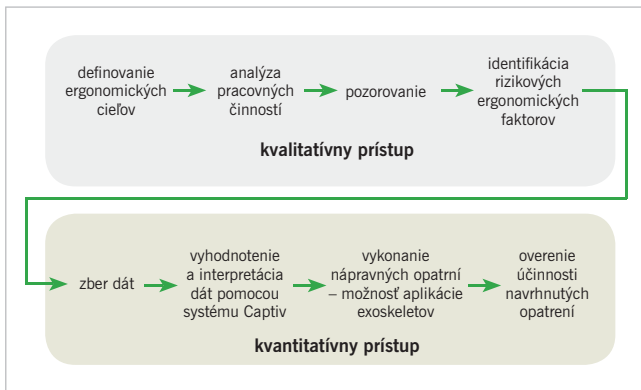 definovanie
ergonomických
cieľov
analýza
pracovných
činností
pozorovanie
identifikácia
rizikových
ergonomických
faktorov
kvalitatívny prístup
zber dát
vyhodnotenie
a interpretácia
dát pomocou
systému Captiv
vykonanie
nápravných opatrní
– možnosť aplikácie
exoskeletov
overenie
účinnosti
navrhnutých
opatrení
kvantitatívny prístup